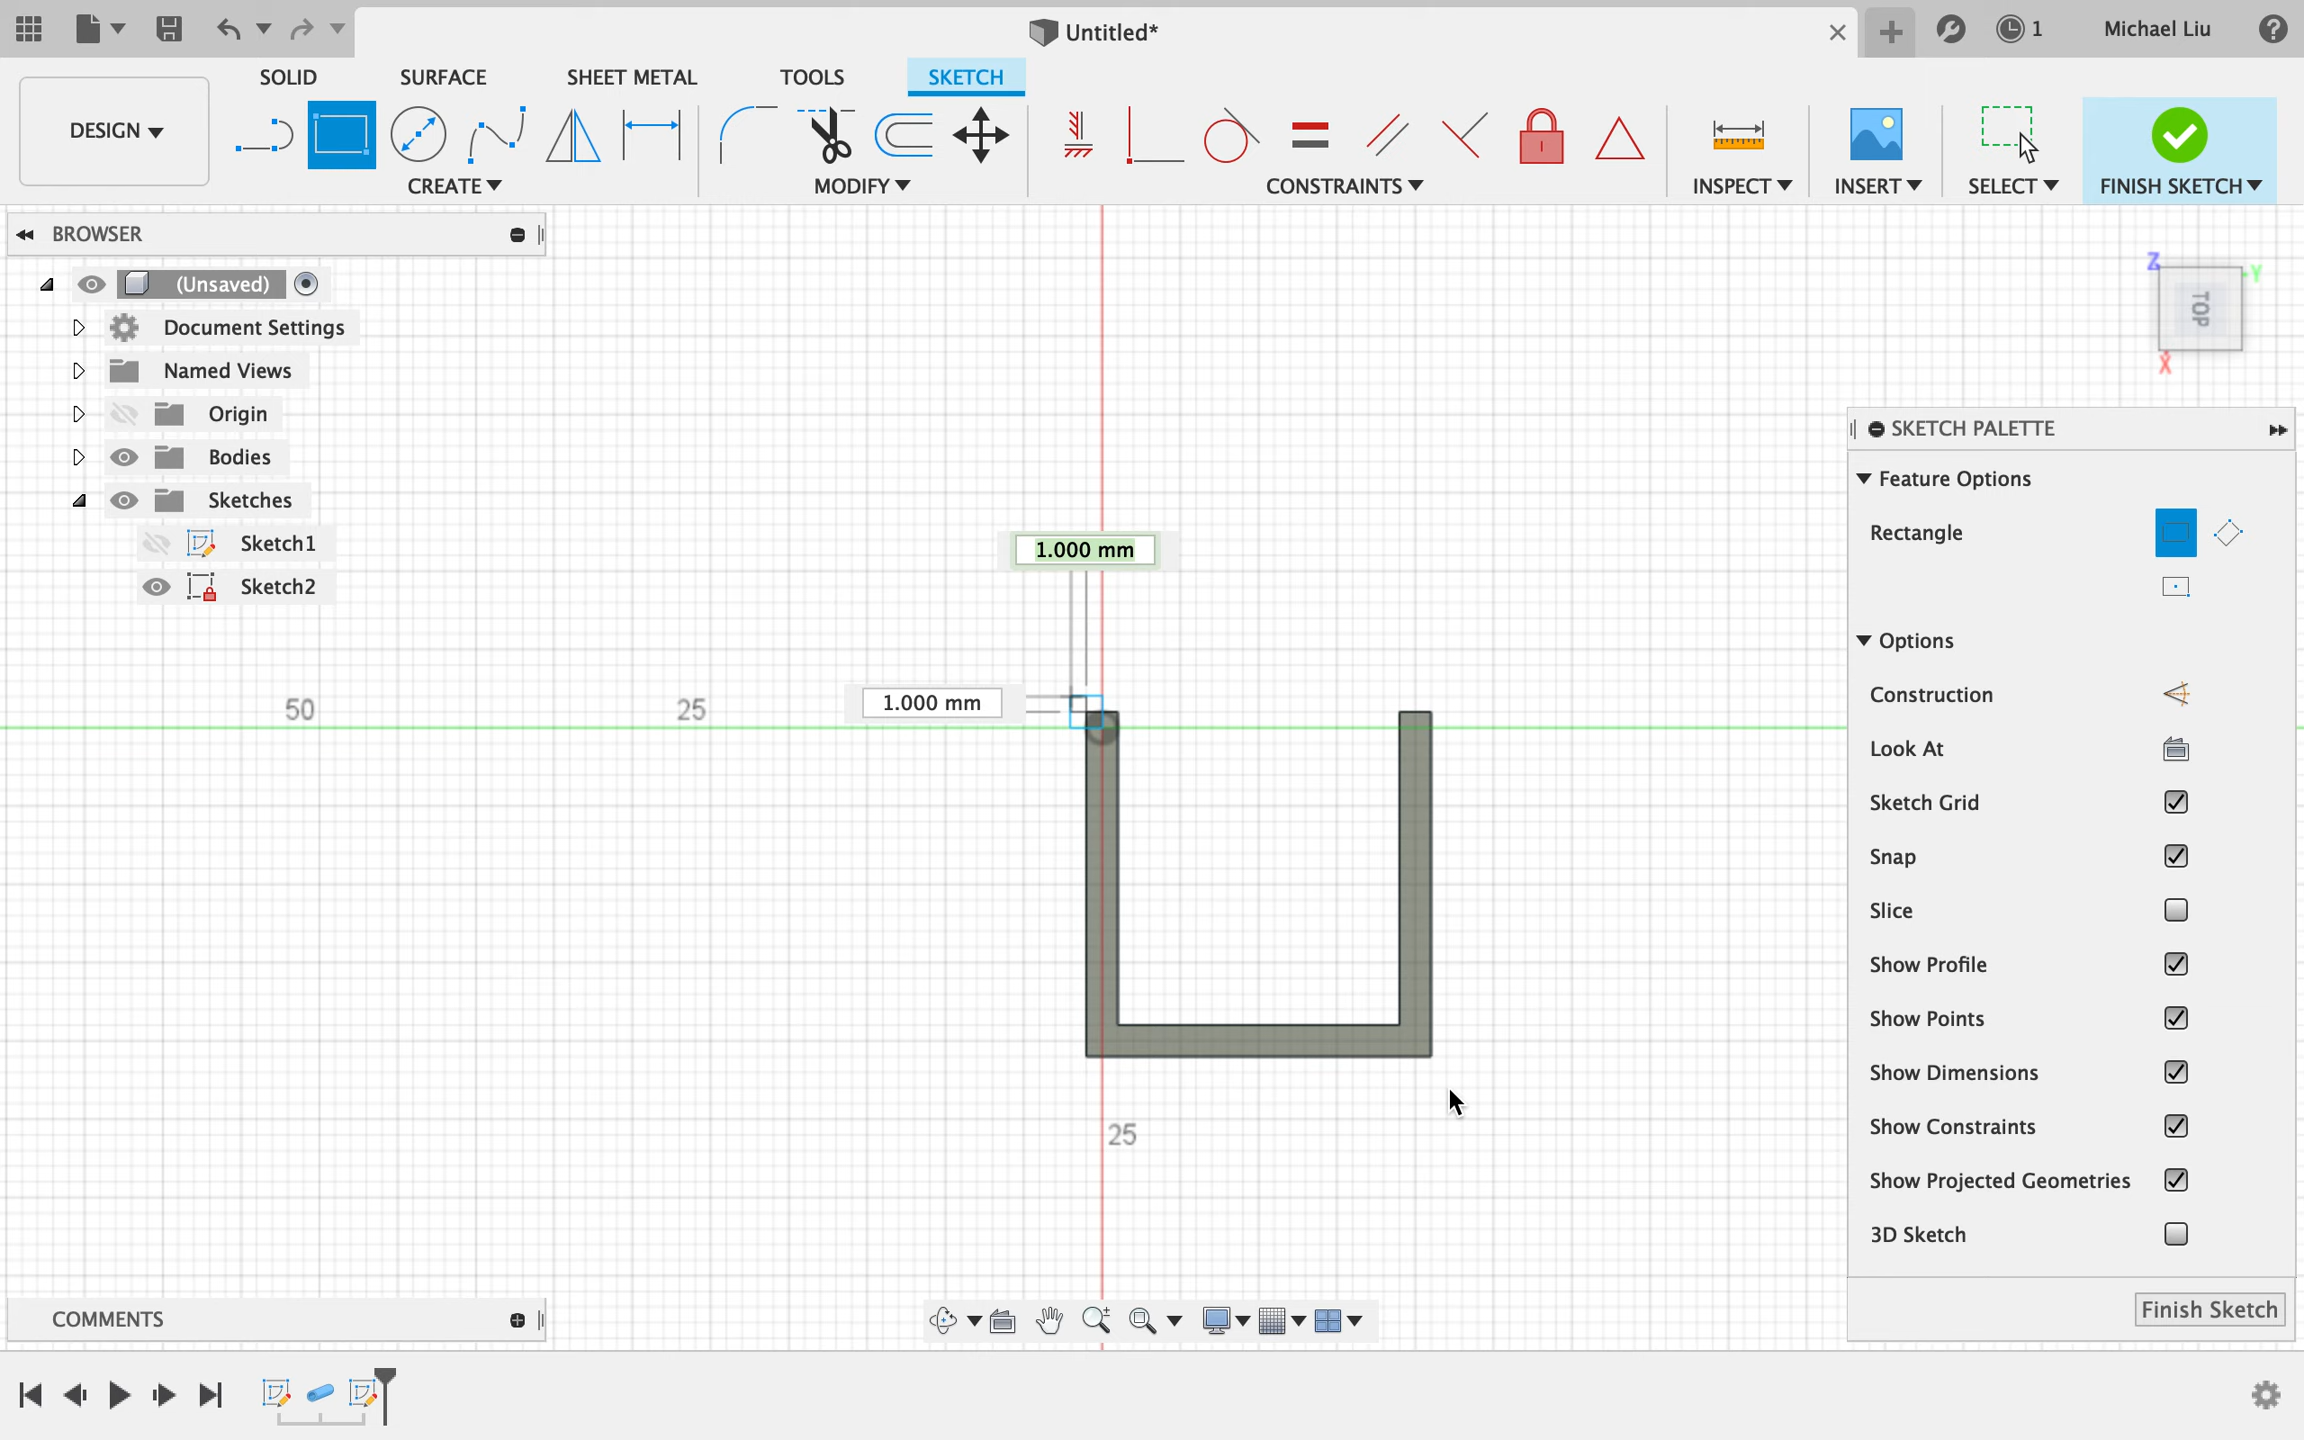 Untitled*
1
Michael Liu
SOLID
SURFACE
SHEET METAL
TOOLS
SKETCH
DESIGN
CREATE
MODIFY
CONSTRAINTS
INSPECT
INSERT
SELECT
FINISH SKETCH
BROWSER
(Unsaved)
Document Settings
Named Views
Origin
Bodies
Sketches
Sketch1
Sketch2
Z
Y
TOP
X
1.000 mm
1.000 mm
50
25
25
SKETCH PALETTE
Feature Options
Rectangle
Options
Construction
Look At
Sketch Grid
Snap
Slice
Show Profile
Show Points
Show Dimensions
Show Constraints
Show Projected Geometries
3D Sketch
Finish Sketch
COMMENTS